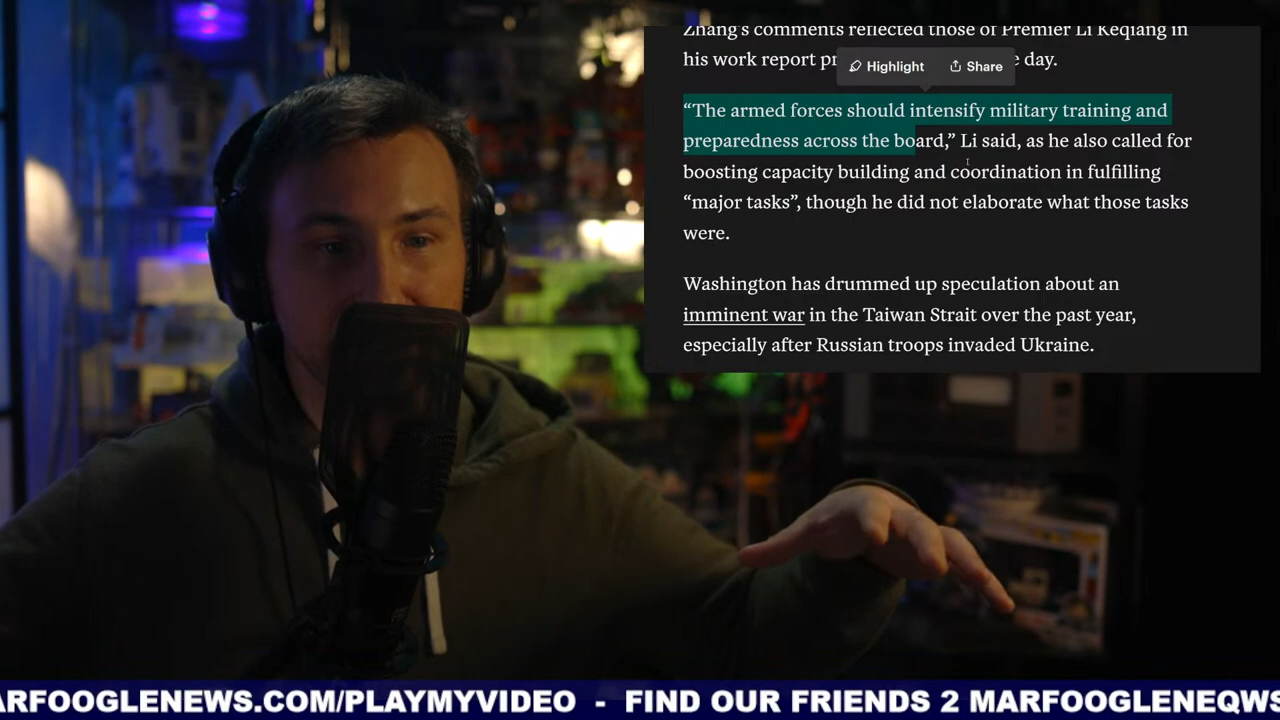 Zhang's comments reflected those of Premier Li Keqiang in
his work report pr
e day.
Highlight
Share
“The armed forces should intensify military training and
preparedness across the board,” Li said, as he also called for
boosting capacity building and coordination in fulfilling
“major tasks”, though he did not elaborate what those tasks
were.
Washington has drummed up speculation about an
imminent war in the Taiwan Strait over the past year,
especially after Russian troops invaded Ukraine.
ARFOOGLENEWS.COM/PLAYMYVIDEO - FIND OUR FRIENDS 2 MARFOOGLENEQWS